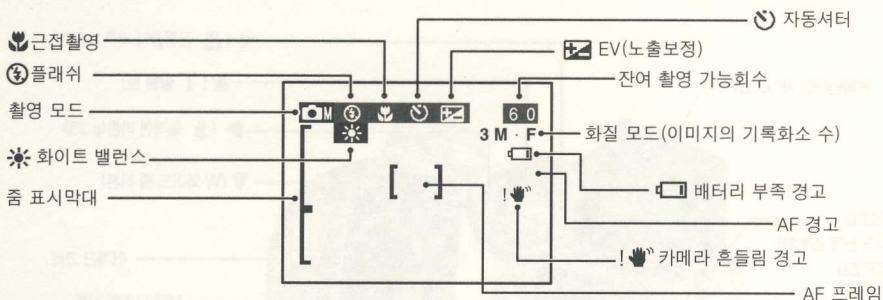 자동셔터
근접촬영
EV(노출보정)
플래쉬
잔여 촬영 가능회수
촬영 모드
M
60
3M · F
화질 모드(이미지의 기록화소 수)
화이트 밸런스
줌 표시막대
!
배터리 부족 경고
AF 경고
! 카메라 흔들림 경고
AF 프레임